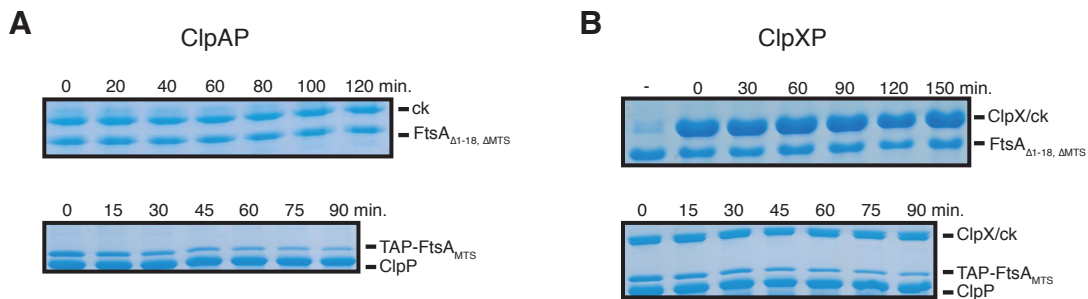 A
ClpAP
0 20 40 60 80 100 120 min.
ck
FtsAΔ1-18, ΔMTS
0 15 30 45 60 75 90 min.
TAP-FtsAMTS
ClpP
B
ClpXP
- 0 30 60 90 120 150 min.
ClpX/ck
FtsAΔ1-18, ΔMTS
0 15 30 45 60 75 90 min.
ClpX/ck
TAP-FtsAMTS
ClpP